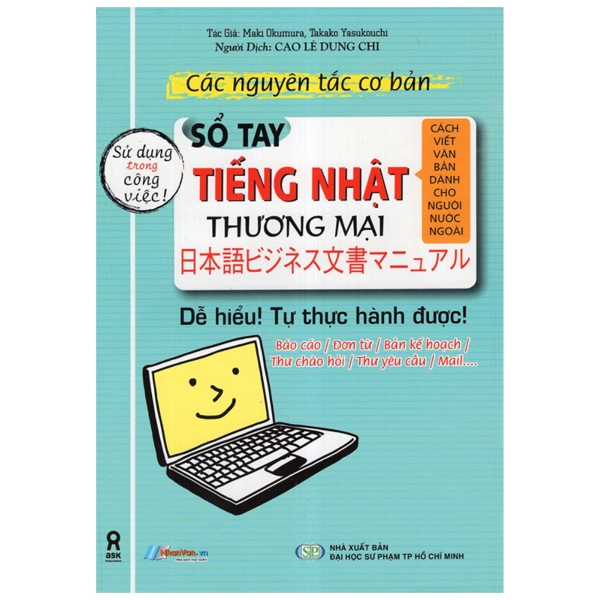 Tác Giả: Maki Okumura, Takako Yasukouchi
Người Dịch: CAO LÊ DUNG CHI
Các nguyên tắc cơ bản
Sử dụng
trong
công
việc!
SỔ TAY
TIẾNG NHẬT
THƯƠNG MẠI
日本語ビジネス文書マニュアル
CÁCH
VIẾT
VĂN
BẢN
DÀNH
CHO
NGƯỜI
NƯỚC
NGOÀI
Dễ hiểu! Tự thực hành được!
Báo cáo / Đơn từ / Bản kế hoạch /
Thư chào hỏi / Thư yêu cầu / Mail....
ask
NhanVan.vn
SP
NHÀ XUẤT BẢN
ĐẠI HỌC SƯ PHẠM TP HỒ CHÍ MINH